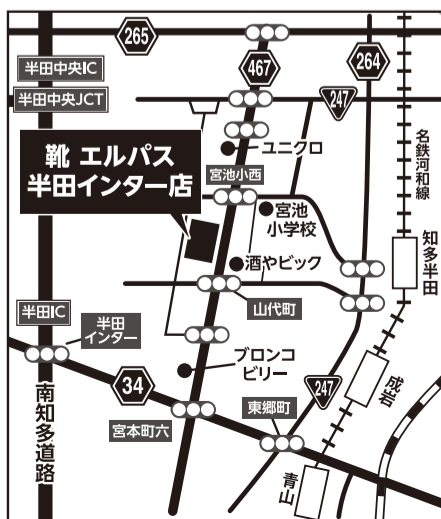 265
467
264
半田中央IC
半田中央JCT
247
名鉄河和線
靴 エルパス
半田インター店
ユニクロ
宮池小西
宮池
小学校
知多半田
酒やビック
山代町
半田IC
半田
インター
ブロンコ
ビリー
34
247
成岩
東郷町
宮本町六
南知多道路
青山